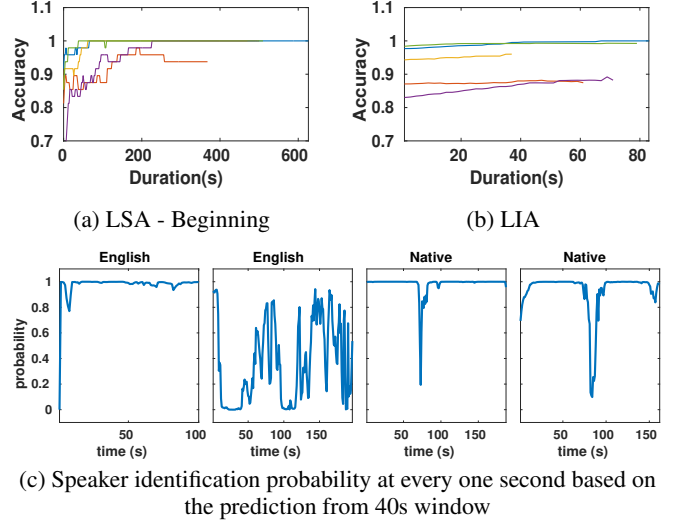 1.1
1
0.9
0.8
0.7
Accuracy
0 200 400 600
Duration(s)
(a) LSA - Beginning
1.1
1
0.9
0.8
0.7
Accuracy
20 40 60 80
Duration(s)
(b) LIA
English English Native Native
1
0.8
0.6
0.4
0.2
0
probability
50 100
time (s)
50 100 150
time (s)
50 100 150
time (s)
50 100 150
time (s)
(c) Speaker identification probability at every one second based on
the prediction from 40s window